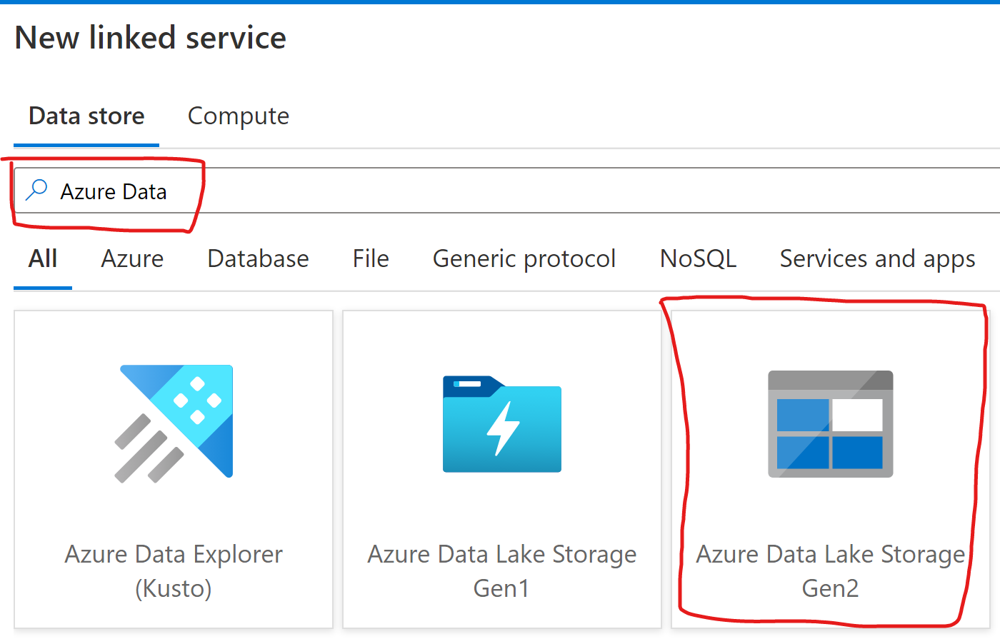 New linked service
Data store Compute
Azure Data
All Azure Database File Generic protocol NoSQL Services and apps
Azure Data Explorer
(Kusto)
Azure Data Lake Storage
Gen1
Azure Data Lake Storage
Gen2